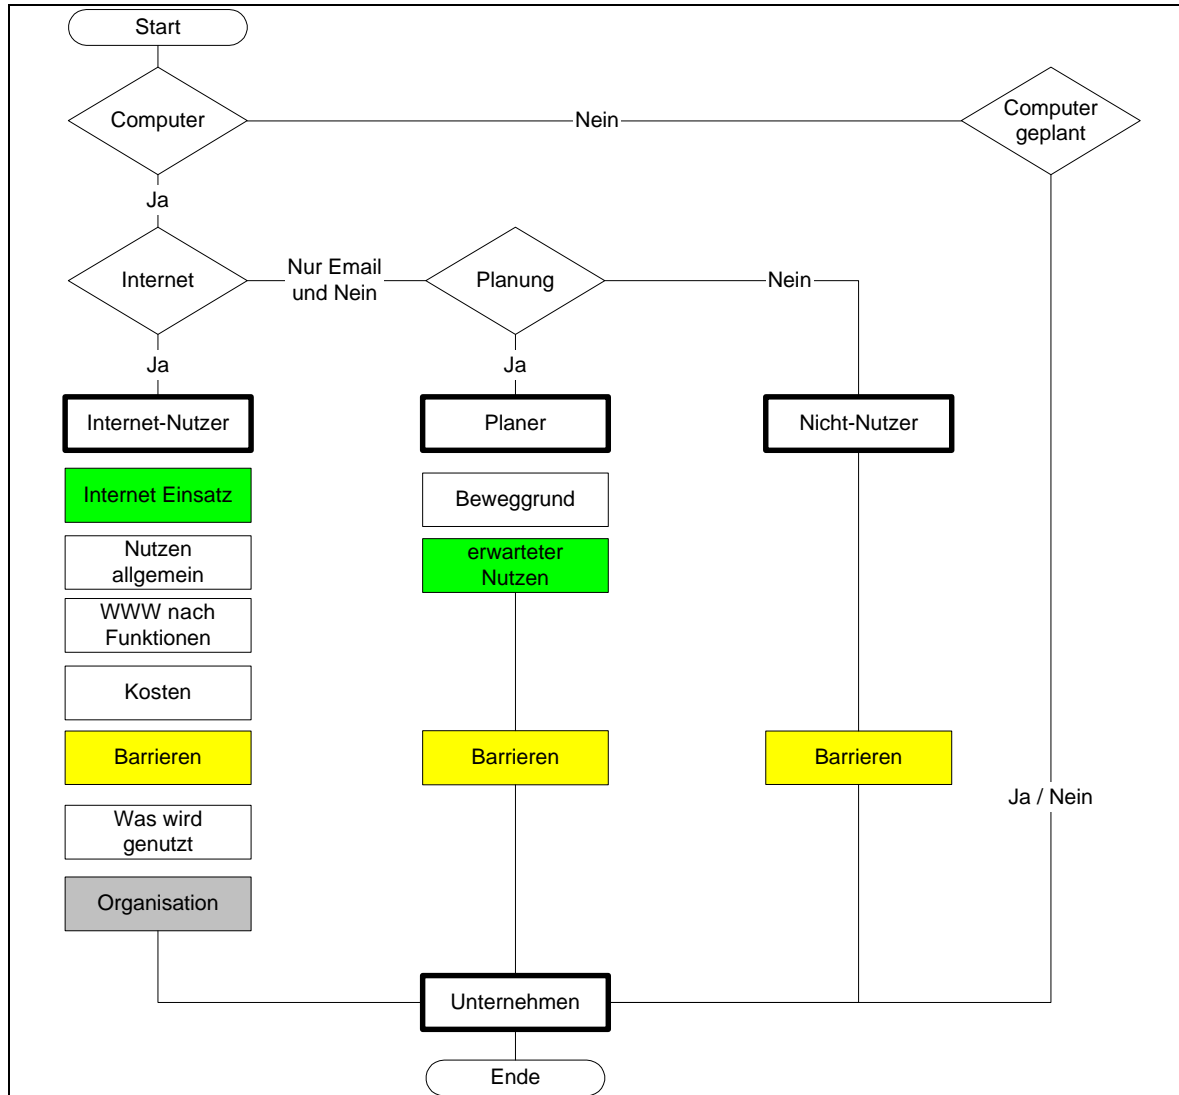 Start
Computer
Nein
Computer
geplant
Ja
Internet
Nur Email
und Nein
Planung
Nein
Ja
Ja
Internet-Nutzer
Planer
Nicht-Nutzer
Internet Einsatz
Beweggrund
Nutzen
allgemein
erwarteter
Nutzen
WWW nach
Funktionen
Kosten
Barrieren
Barrieren
Barrieren
Ja / Nein
Was wird
genutzt
Organisation
Unternehmen
Ende